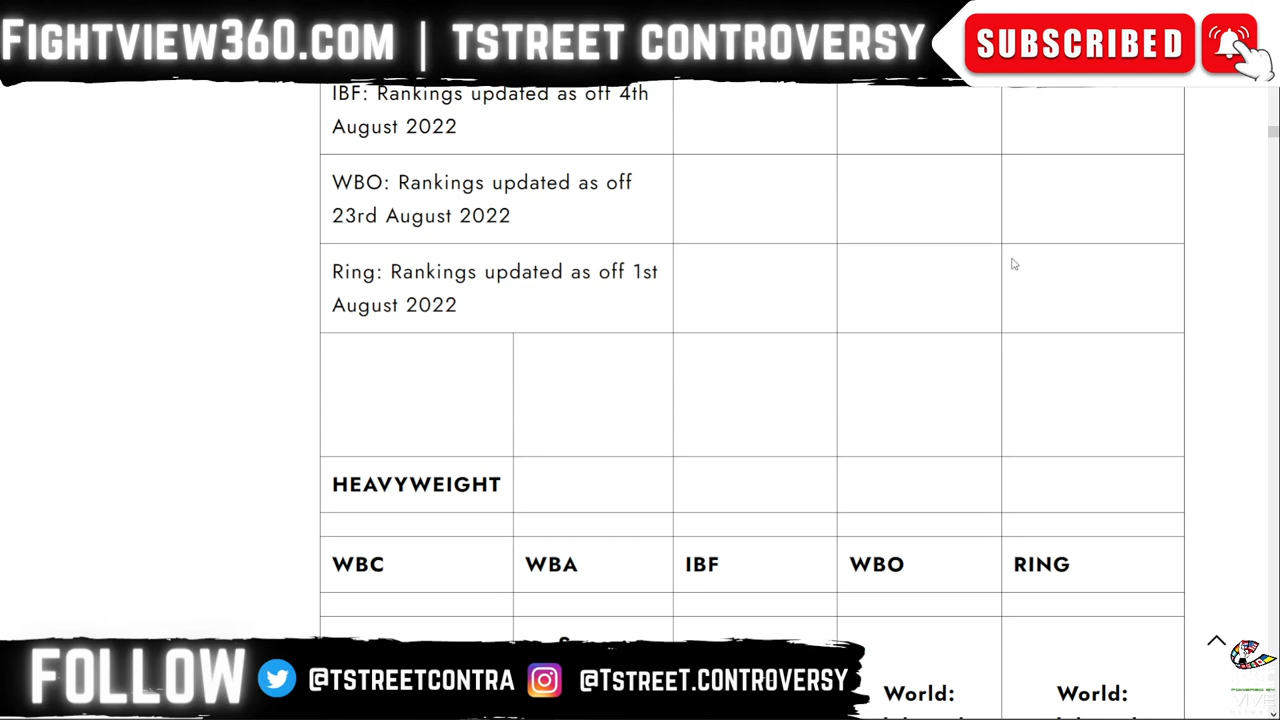 FIGHTVIEW360.COM | TSTREET CONTROVERSY
SUBSCRIBED
IBF: Rankings updated as off 4th
August 2022
WBO: Rankings updated as off
23rd August 2022
Ring: Rankings updated as off 1st
August 2022
HEAVYWEIGHT
WBC WBA IBF WBO RING
FOLLOW @TSTREETCONTRA @TSTREET.CONTROVERSY
World: World:
POWERED BY